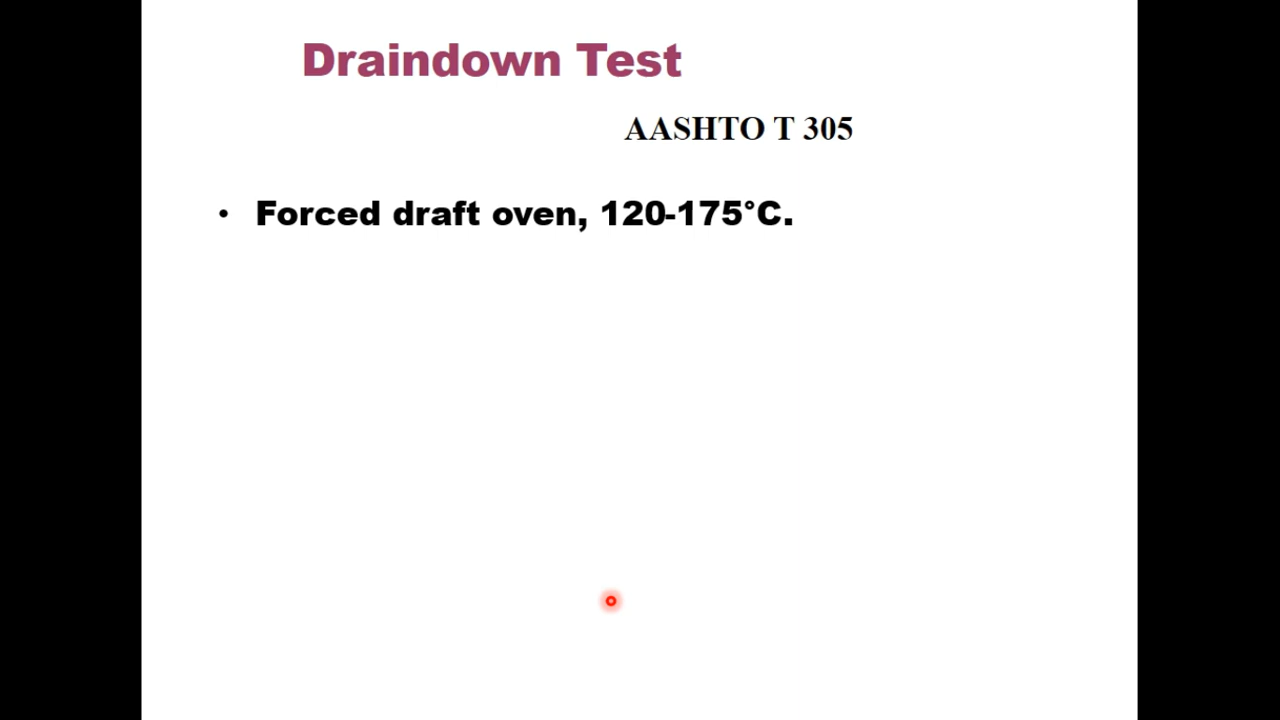 Draindown Test
AASHTO T 305
• Forced draft oven, 120-175°C.